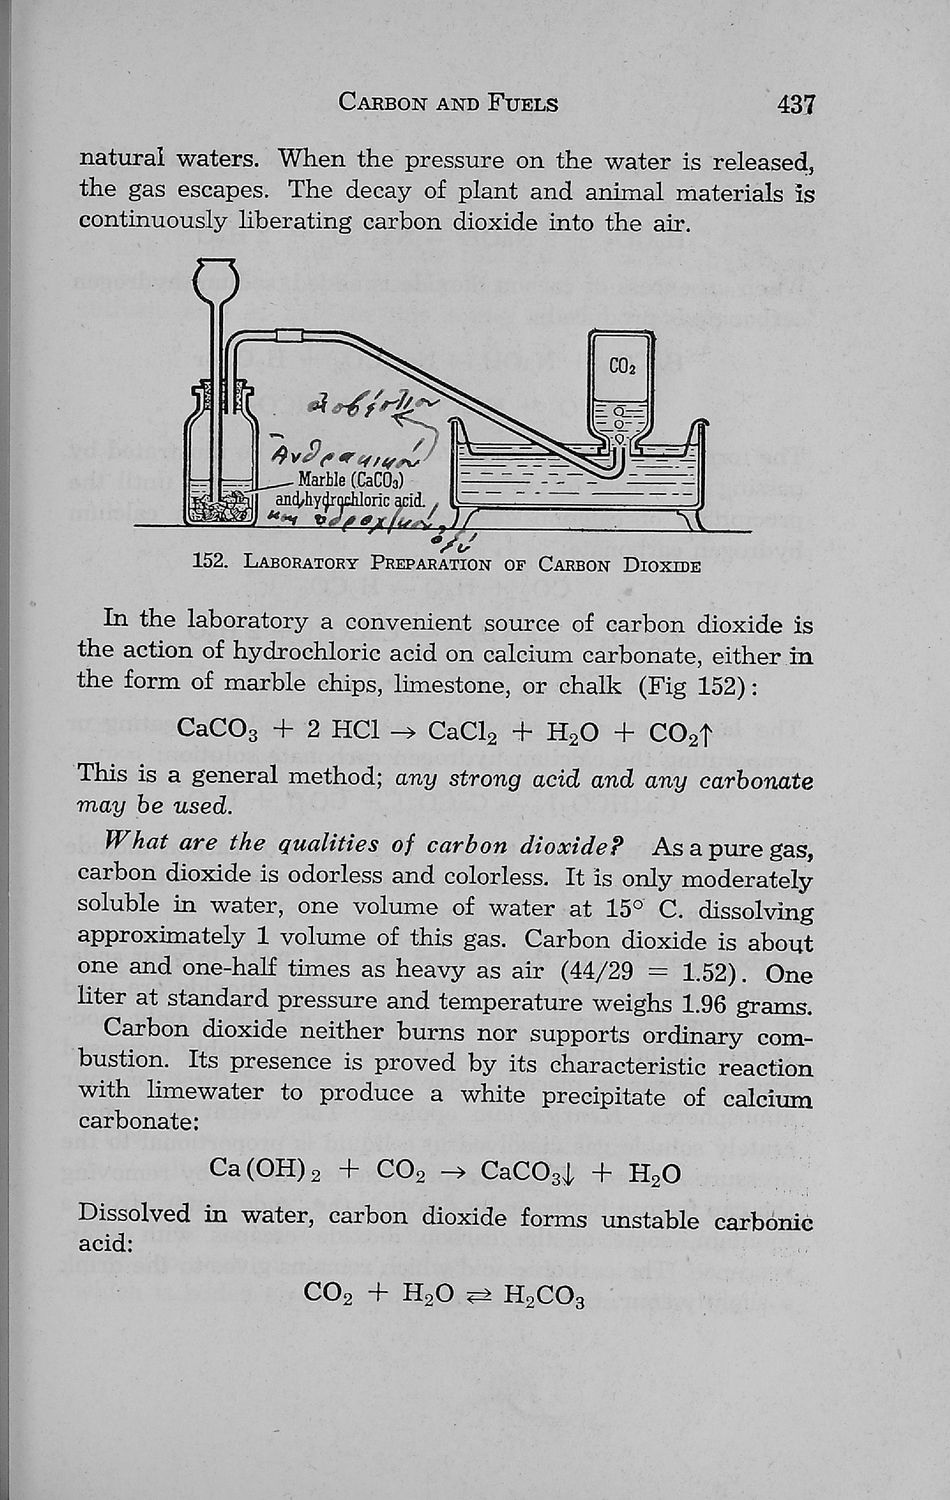 CARBON AND FUELS 437
natural waters. When the pressure on the water is released,
the gas escapes. The decay of plant and animal materials is
continuously liberating carbon dioxide into the air.
CO₂
Ἀνθρακικὸν
Marble (CaCO₃)
and hydrochloric acid.
καὶ ὑδροχλωρικὸν
ὀξύ
152. LABORATORY PREPARATION OF CARBON DIOXIDE
In the laboratory a convenient source of carbon dioxide is
the action of hydrochloric acid on calcium carbonate, either in
the form of marble chips, limestone, or chalk (Fig 152):
CaCO₃ + 2 HCl → CaCl₂ + H₂O + CO₂↑
This is a general method; any strong acid and any carbonate
may be used.
What are the qualities of carbon dioxide? As a pure gas,
carbon dioxide is odorless and colorless. It is only moderately
soluble in water, one volume of water at 15° C. dissolving
approximately 1 volume of this gas. Carbon dioxide is about
one and one-half times as heavy as air (44/29 = 1.52). One
liter at standard pressure and temperature weighs 1.96 grams.
Carbon dioxide neither burns nor supports ordinary com-
bustion. Its presence is proved by its characteristic reaction
with limewater to produce a white precipitate of calcium
carbonate:
Ca(OH)₂ + CO₂ → CaCO₃↓ + H₂O
Dissolved in water, carbon dioxide forms unstable carbonic
acid:
CO₂ + H₂O ⇄ H₂CO₃